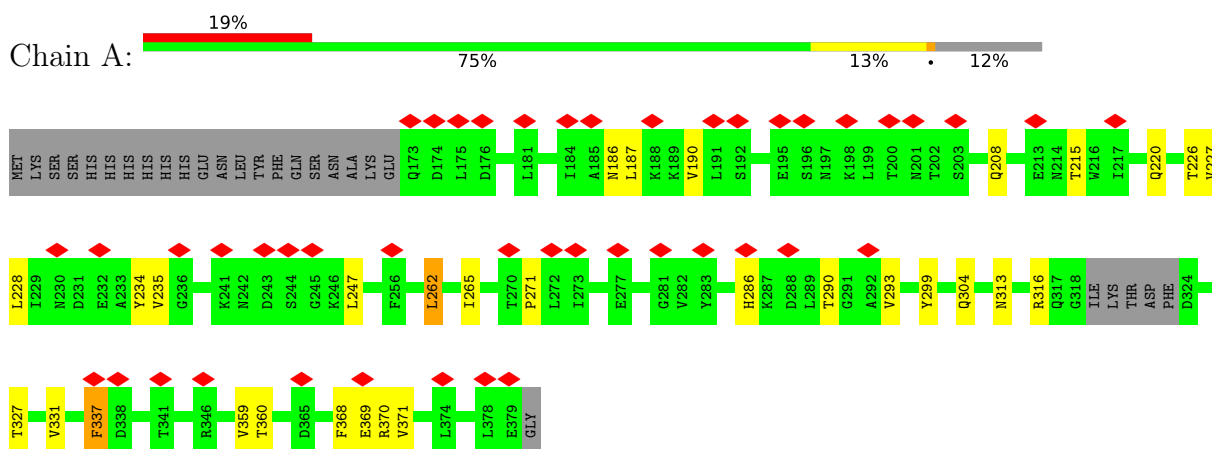 19%
Chain A:
75% 13% • 12%
MET LYS SER SER HIS HIS HIS HIS HIS HIS GLU ASN LEU TYR PHE GLN SER ASN ALA LYS GLU Q173 D174 L175 D176 L181 I184 A185 N186 L187 K188 K189 V190 L191 S192 E195 S196 N197 K198 L199 T200 N201 T202 S203 Q208 E213 N214 T215 W216 I217 Q220 T226 V227
L228 I229 N230 D231 E232 A233 Y234 V235 G236 K241 N242 D243 S244 G245 K246 L247 F256 L262 I265 T270 P271 L272 I273 E277 G281 V282 Y283 H286 K287 D288 L289 T290 G291 A292 V293 Y299 Q304 N313 R316 Q317 G318 ILE LYS THR ASP PHE D324
T327 V331 F337 D338 T341 R346 V359 T360 D365 F368 E369 R370 V371 L374 L378 E379 GLY